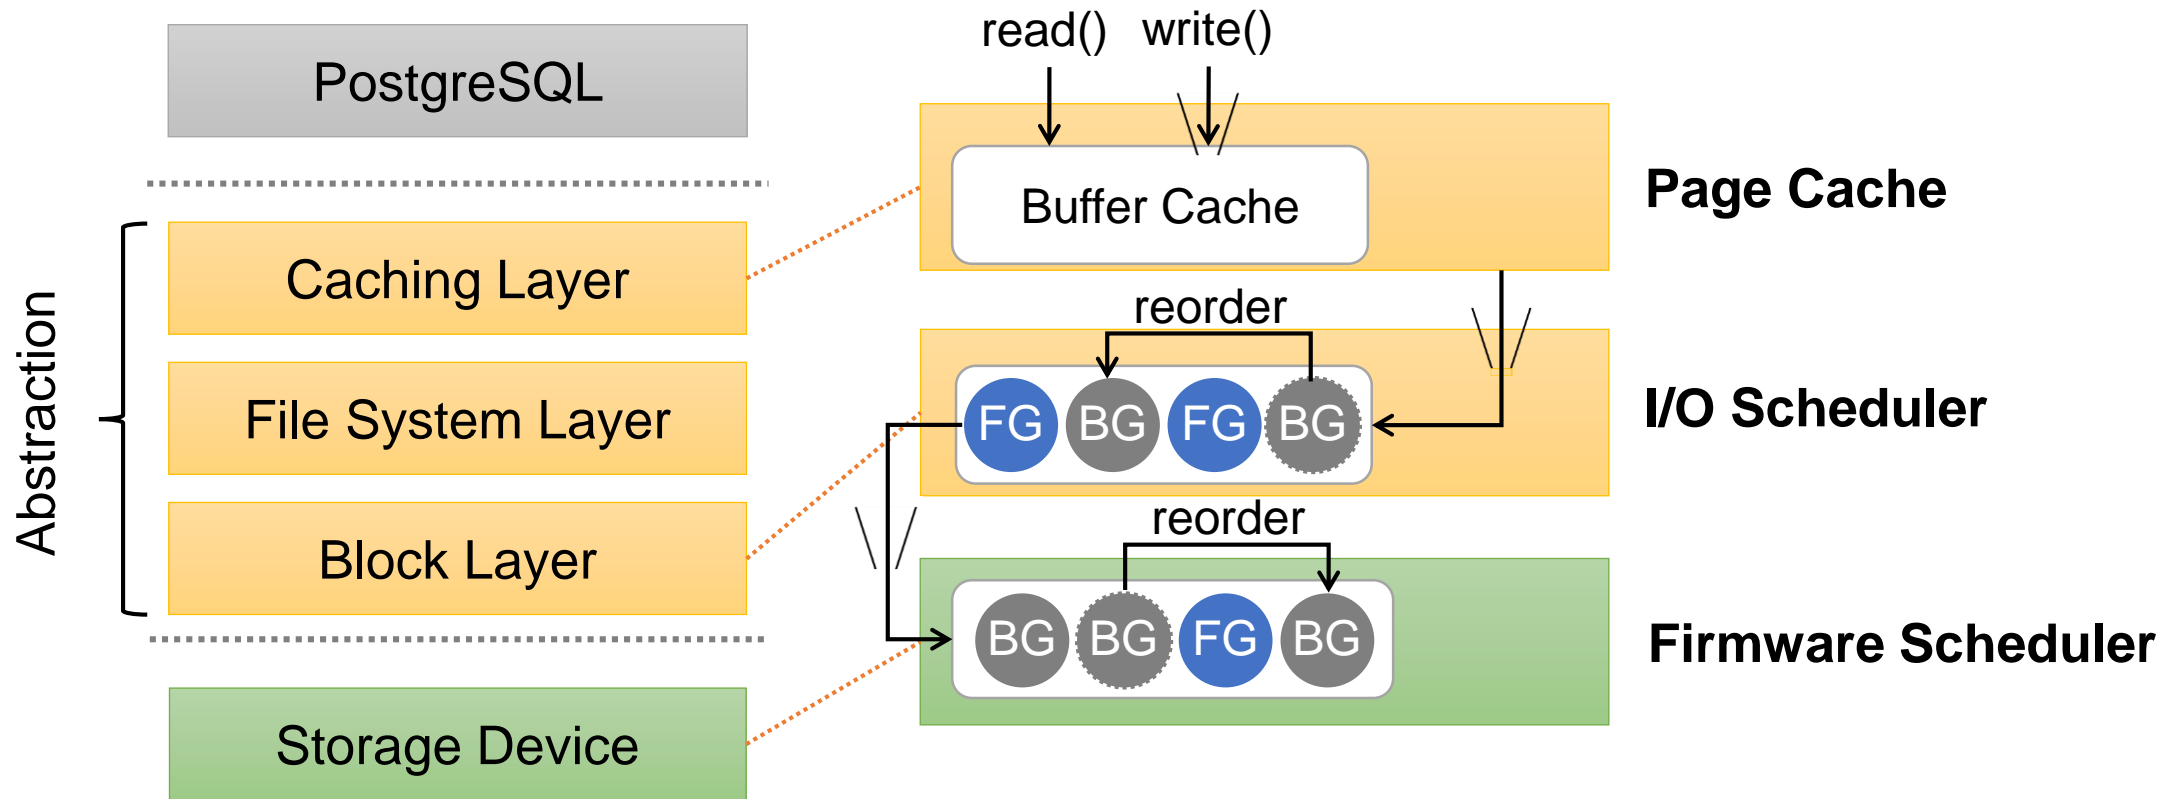 PostgreSQL
Abstraction
Caching Layer
File System Layer
Block Layer
Storage Device
read() write()
Buffer Cache
Page Cache
reorder
FG BG FG BG
I/O Scheduler
reorder
BG BG FG BG
Firmware Scheduler